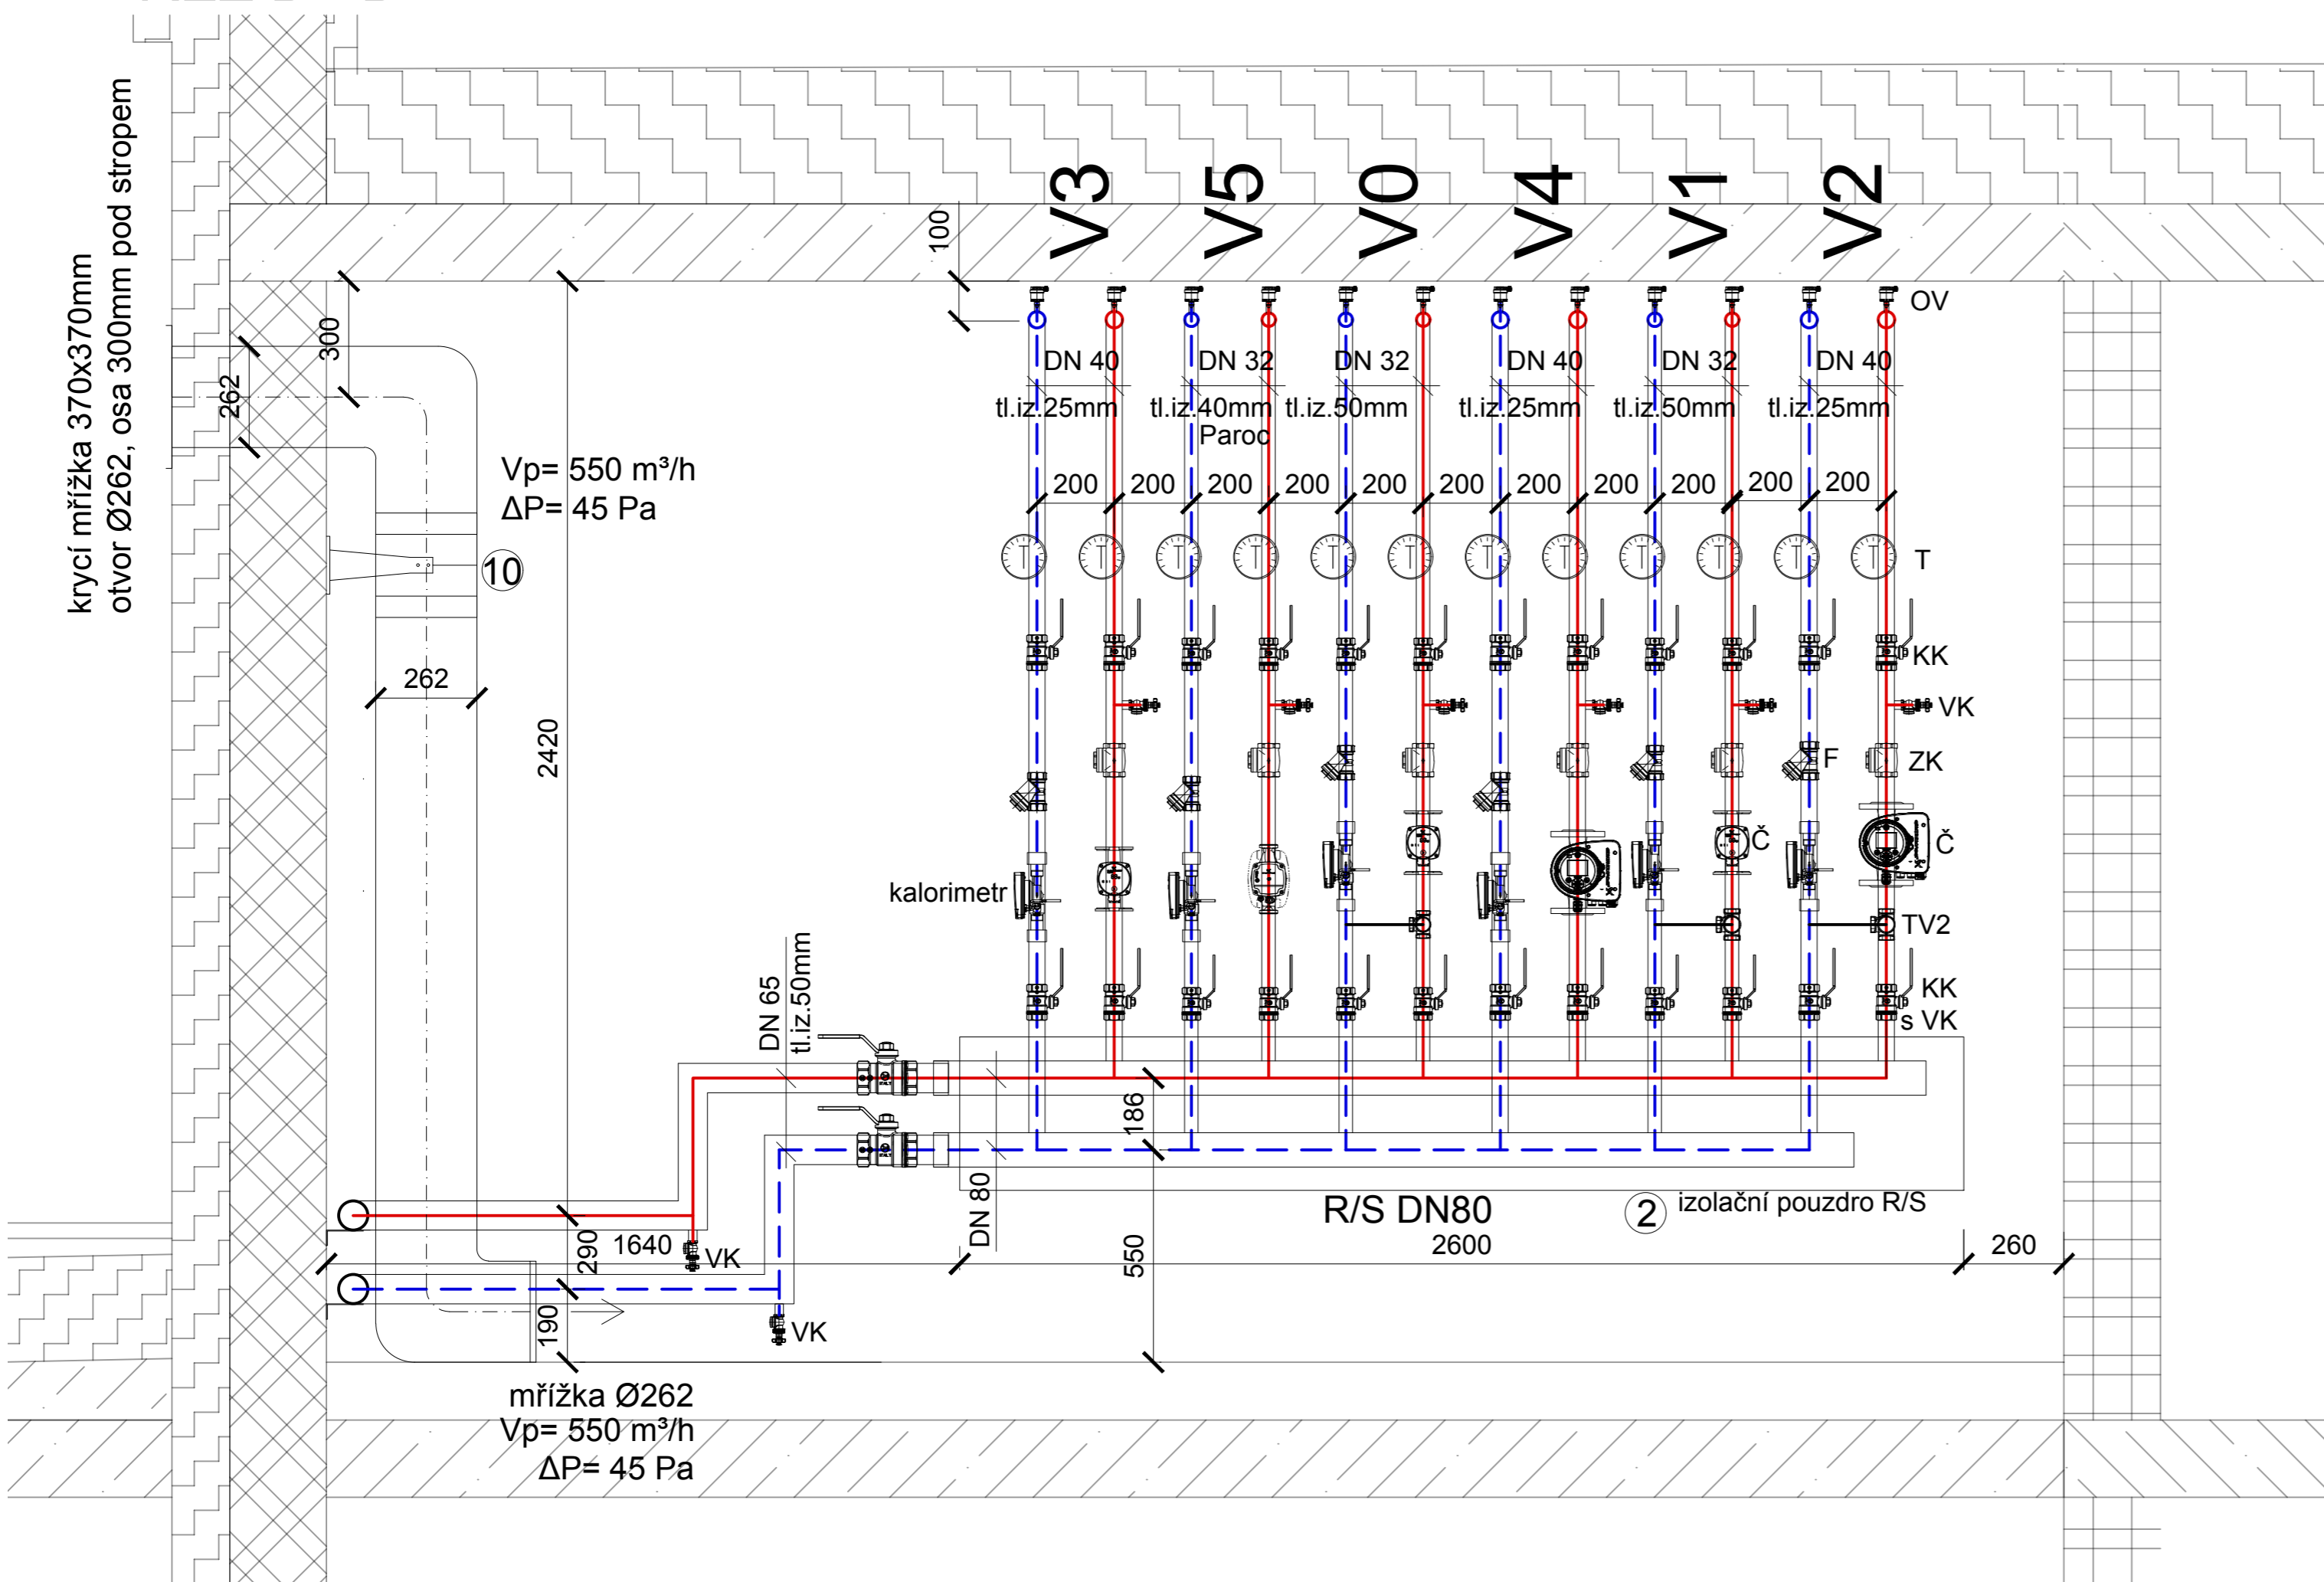 krycí mřížka 370x370mm
otvor Ø262, osa 300mm pod stropem
V3
V5
V0
V4
V1
V2
100
OV
300
262
DN 40
DN 32
DN 32
DN 40
DN 32
DN 40
tl.iz.25mm
tl.iz.40mm
Paroc
tl.iz.50mm
tl.iz.25mm
tl.iz.50mm
tl.iz.25mm
Vp= 550 m³/h
ΔP= 45 Pa
200
200
200
200
200
200
200
200
200
200
200
10
T
T
T
T
T
T
T
T
T
T
T
T
T
KK
262
VK
2420
F
ZK
Č
Č
kalorimetr
TV2
DN 65
tl.iz.50mm
KK
s VK
186
DN 80
R/S DN80
2
izolační pouzdro R/S
290
1640
VK
550
2600
260
190
VK
mřížka Ø262
Vp= 550 m³/h
ΔP= 45 Pa